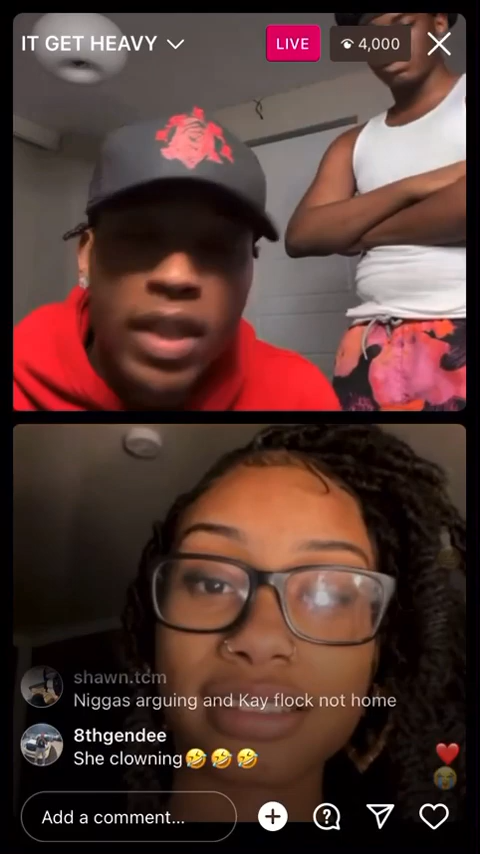 IT GET HEAVY
LIVE
4,000
shawn.tcm
Niggas arguing and Kay flock not home
8thgendee
She clowning🤣🤣🤣
Add a comment...